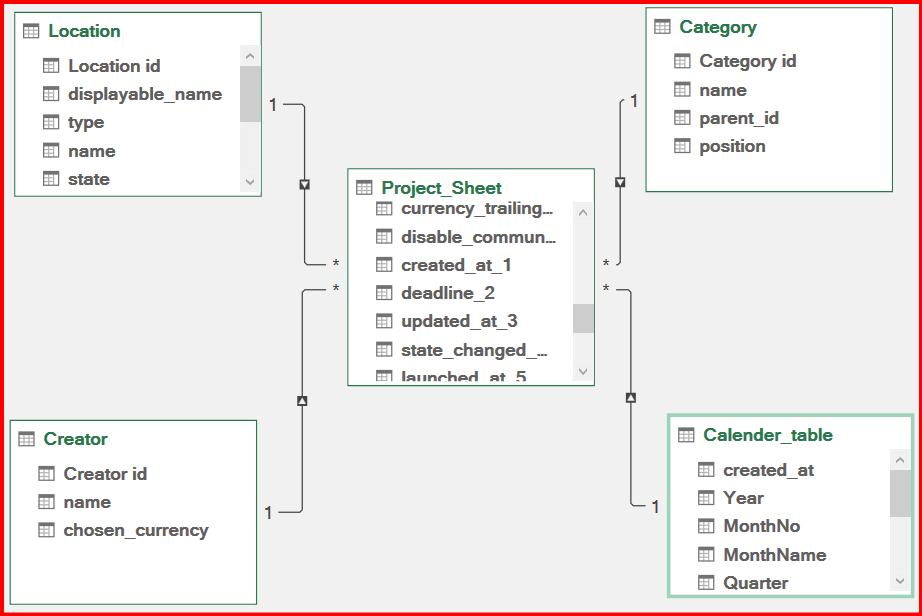 Location
Location id
displayable_name
type
name
state
1
*
Category
Category id
name
parent_id
position
1
*
Project_Sheet
currency_trailing...
disable_commun...
created_at_1
deadline_2
updated_at_3
state_changed_...
launched_at_5
Creator
Creator id
name
chosen_currency
1
*
Calender_table
created_at
Year
MonthNo
MonthName
Quarter
1
*